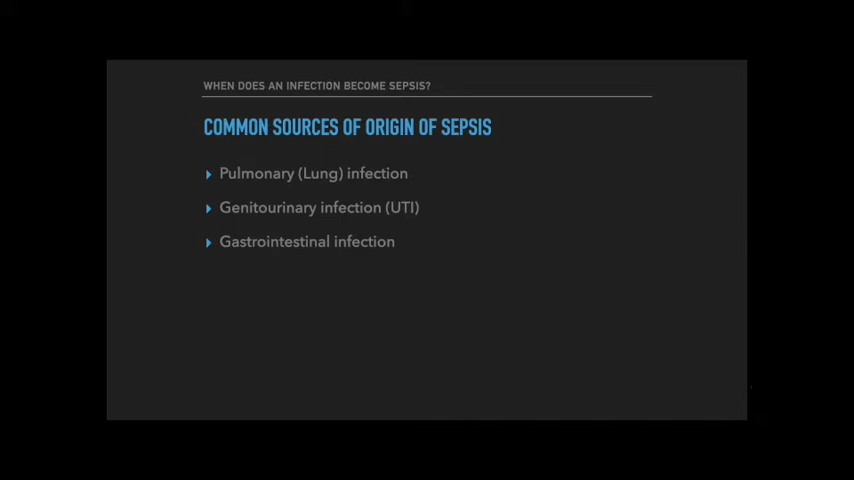 WHEN DOES AN INFECTION BECOME SEPSIS?
COMMON SOURCES OF ORIGIN OF SEPSIS
Pulmonary (Lung) infection
Genitourinary infection (UTI)
Gastrointestinal infection